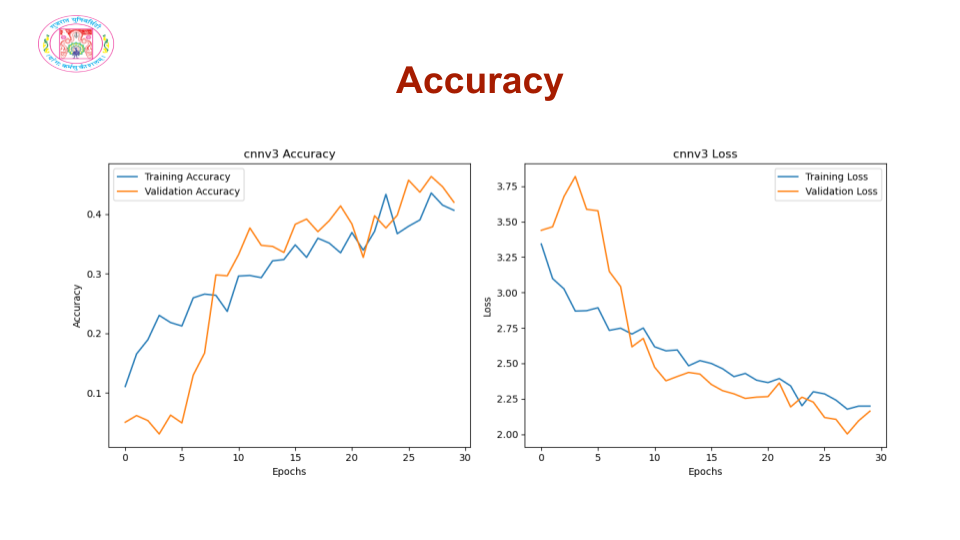 ગુજરાત યુનિવર્સિટી
Accuracy
cnnv3 Accuracy
Training Accuracy
Validation Accuracy
0.4
0.3
0.2
0.1
Accuracy
0 5 10 15 20 25 30
Epochs
cnnv3 Loss
Training Loss
Validation Loss
3.75
3.50
3.25
3.00
2.75
2.50
2.25
2.00
Loss
0 5 10 15 20 25 30
Epochs